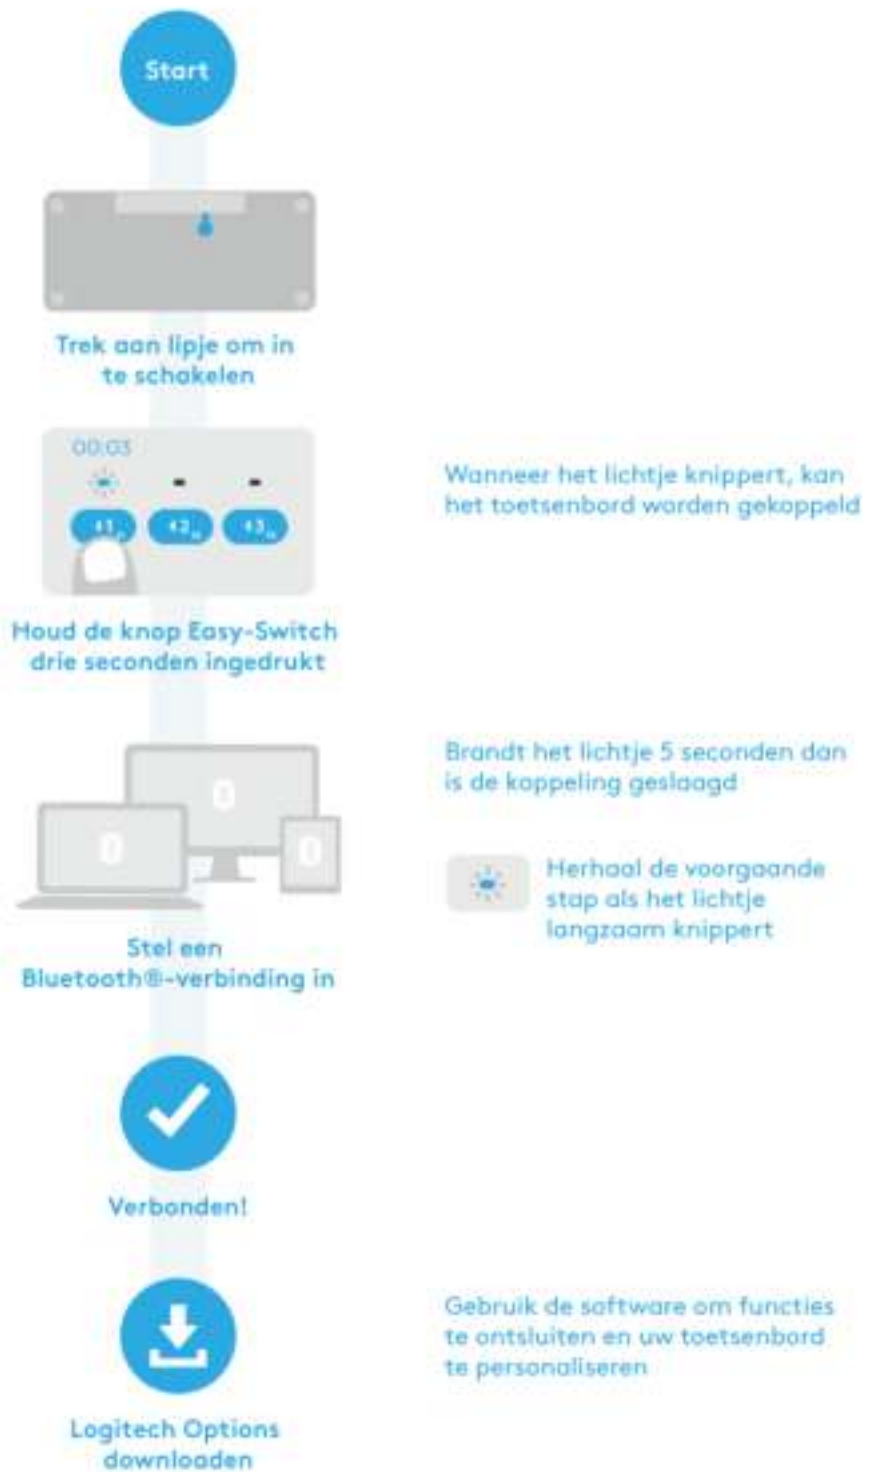 Start
Trek aan lipje om in
te schakelen
00:03
1
2
3
Wanneer het lichtje knippert, kan
het toetsenbord worden gekoppeld
Houd de knop Easy-Switch
drie seconden ingedrukt
Brandt het lichtje 5 seconden dan
is de koppeling geslaagd
Herhaal de voorgaande
stap als het lichtje
langzaam knippert
Stel een
Bluetooth®-verbinding in
Verbonden!
Gebruik de software om functies
te ontsluiten en uw toetsenbord
te personaliseren
Logitech Options
downloaden